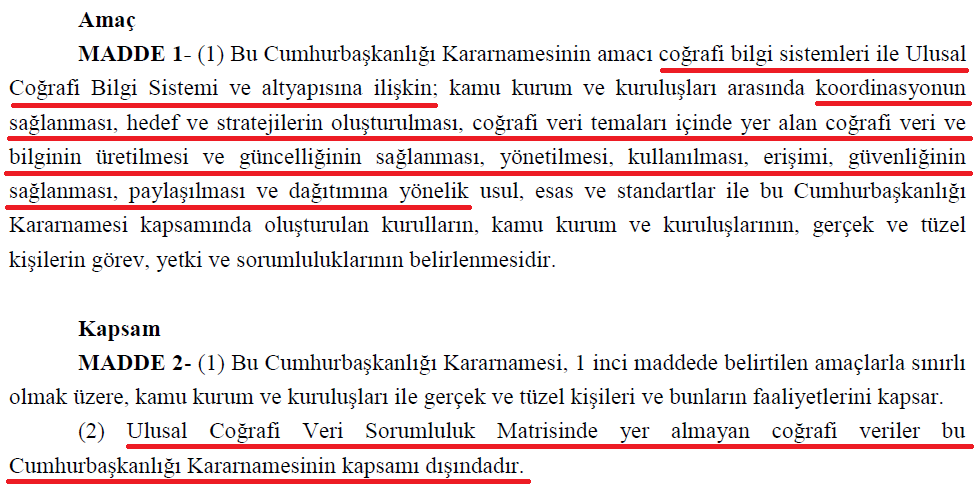 Amaç
MADDE 1- (1) Bu Cumhurbaşkanlığı Kararnamesinin amacı coğrafi bilgi sistemleri ile Ulusal
Coğrafi Bilgi Sistemi ve altyapısına ilişkin; kamu kurum ve kuruluşları arasında koordinasyonun
sağlanması, hedef ve stratejilerin oluşturulması, coğrafi veri temaları içinde yer alan coğrafi veri ve
bilginin üretilmesi ve güncelliğinin sağlanması, yönetilmesi, kullanılması, erişimi, güvenliğinin
sağlanması, paylaşılması ve dağıtımına yönelik usul, esas ve standartlar ile bu Cumhurbaşkanlığı
Kararnamesi kapsamında oluşturulan kurulların, kamu kurum ve kuruluşlarının, gerçek ve tüzel
kişilerin görev, yetki ve sorumluluklarının belirlenmesidir.
Kapsam
MADDE 2- (1) Bu Cumhurbaşkanlığı Kararnamesi, 1 inci maddede belirtilen amaçlarla sınırlı
olmak üzere, kamu kurum ve kuruluşları ile gerçek ve tüzel kişileri ve bunların faaliyetlerini kapsar.
(2) Ulusal Coğrafi Veri Sorumluluk Matrisinde yer almayan coğrafi veriler bu
Cumhurbaşkanlığı Kararnamesinin kapsamı dışındadır.